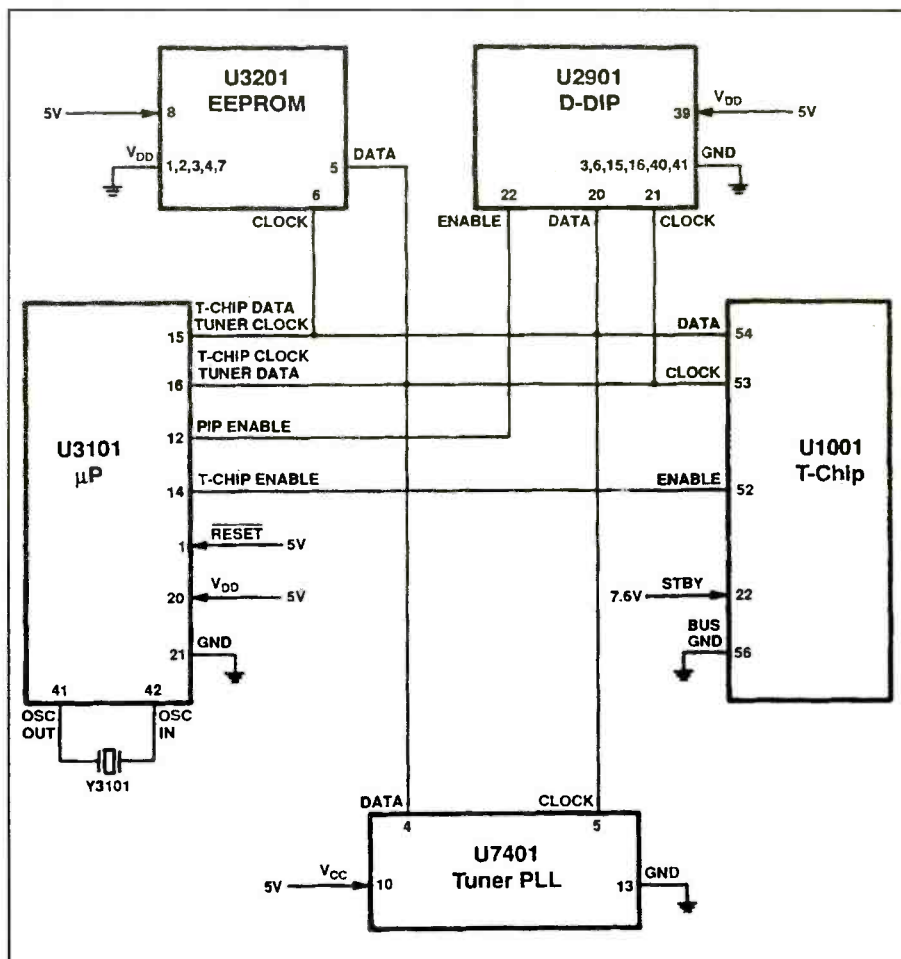 U3201
EEPROM
5V
8
VDD
1,2,3,4,7
5
DATA
6
CLOCK
U2901
D-DIP
39
VDD
5V
3,6,15,16,40,41
GND
22
20
21
ENABLE
DATA
CLOCK
U3101
µP
15
T-CHIP DATA
TUNER CLOCK
16
T-CHIP CLOCK
TUNER DATA
12
PIP ENABLE
14
T-CHIP ENABLE
1
RESET
5V
20
VDD
5V
21
GND
41
42
OSC
OUT
OSC
IN
Y3101
U1001
T-Chip
DATA
54
CLOCK
53
ENABLE
52
7.6V
STBY
22
BUS
GND
56
DATA
4
CLOCK
5
U7401
Tuner PLL
5V
VCC
10
13
GND